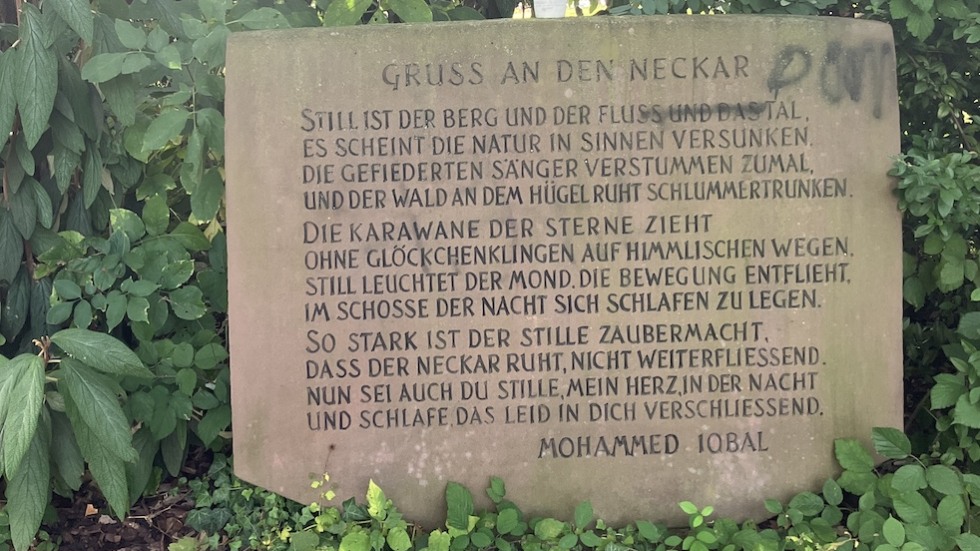 GRUSS AN DEN NECKAR
STILL IST DER BERG UND DER FLUSS UND DAS TAL,
ES SCHEINT DIE NATUR IN SINNEN VERSUNKEN.
DIE GEFIEDERTEN SÄNGER VERSTUMMEN ZUMAL,
UND DER WALD AN DEM HÜGEL RUHT SCHLUMMERTRUNKEN.
DIE KARAWANE DER STERNE ZIEHT
OHNE GLÖCKCHENKLINGEN AUF HIMMLISCHEN WEGEN.
STILL LEUCHTET DER MOND. DIE BEWEGUNG ENTFLIEHT,
IM SCHOSSE DER NACHT SICH SCHLAFEN ZU LEGEN.
SO STARK IST DER STILLE ZAUBERMACHT,
DASS DER NECKAR RUHT, NICHT WEITERFLIESSEND.
NUN SEI AUCH DU STILLE, MEIN HERZ, IN DER NACHT
UND SCHLAFE, DAS LEID IN DICH VERSCHLIESSEND.
MOHAMMED IQBAL